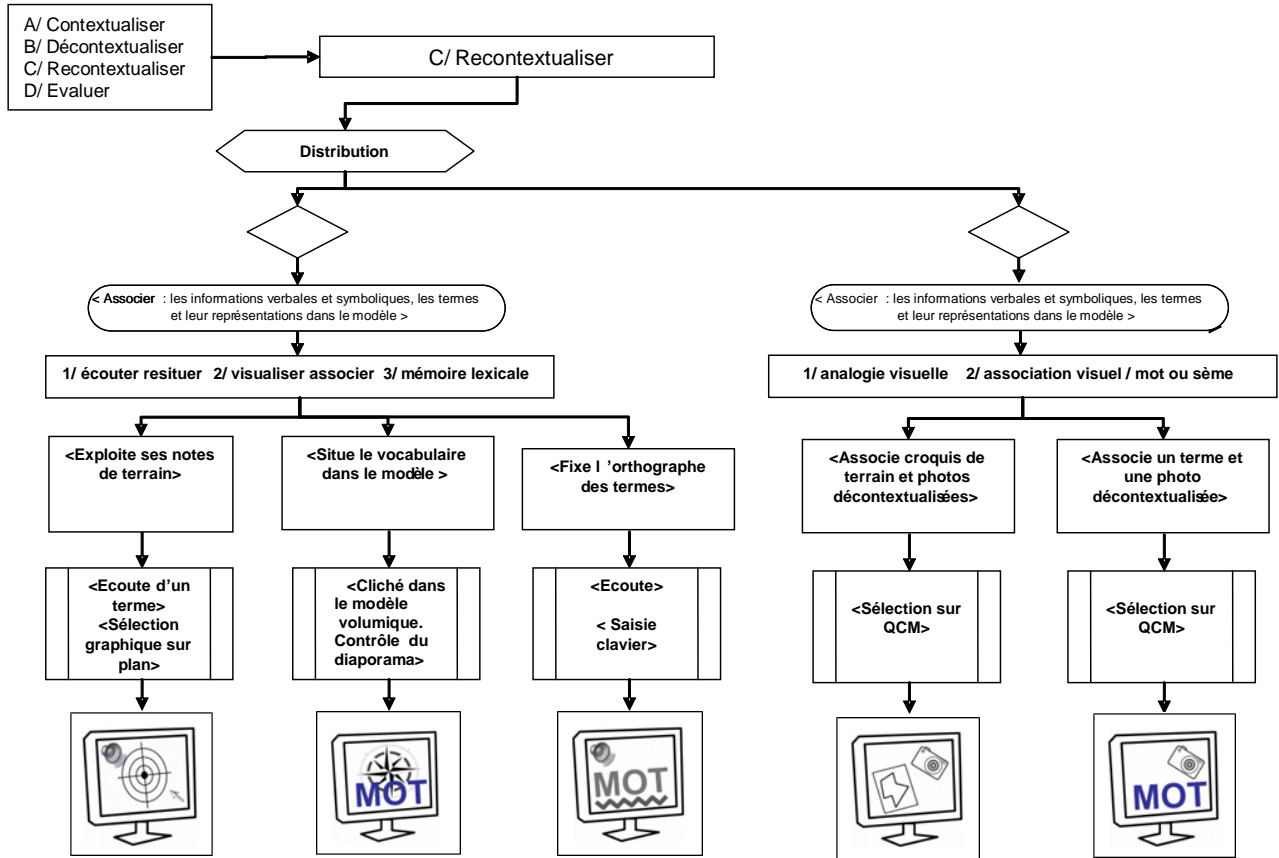 A/ Contextualiser
B/ Décontextualiser
C/ Recontextualiser
D/ Evaluer
C/ Recontextualiser
Distribution
< Associer : les informations verbales et symboliques, les termes
et leur représentations dans le modèle >
< Associer : les informations verbales et symboliques, les termes
et leur représentations dans le modèle >
1/ écouter resituer 2/ visualiser associer 3/ mémoire lexicale
1/ analogie visuelle 2/ association visuel / mot ou sème
<Exploite ses notes
de terrain>
<Situe le vocabulaire
dans le modèle >
<Fixe l ’orthographe
des termes>
<Associe croquis de
terrain et photos
décontextualisées>
<Associe un terme et
une photo
décontextualisée>
<Ecoute d’un
terme>
<Sélection
graphique sur
plan>
<Cliché dans
le modèle
volumique.
Contrôle du
diaporama>
<Ecoute>
< Saisie
clavier>
<Sélection sur
QCM>
<Sélection sur
QCM>
MOT
MOT
MOT